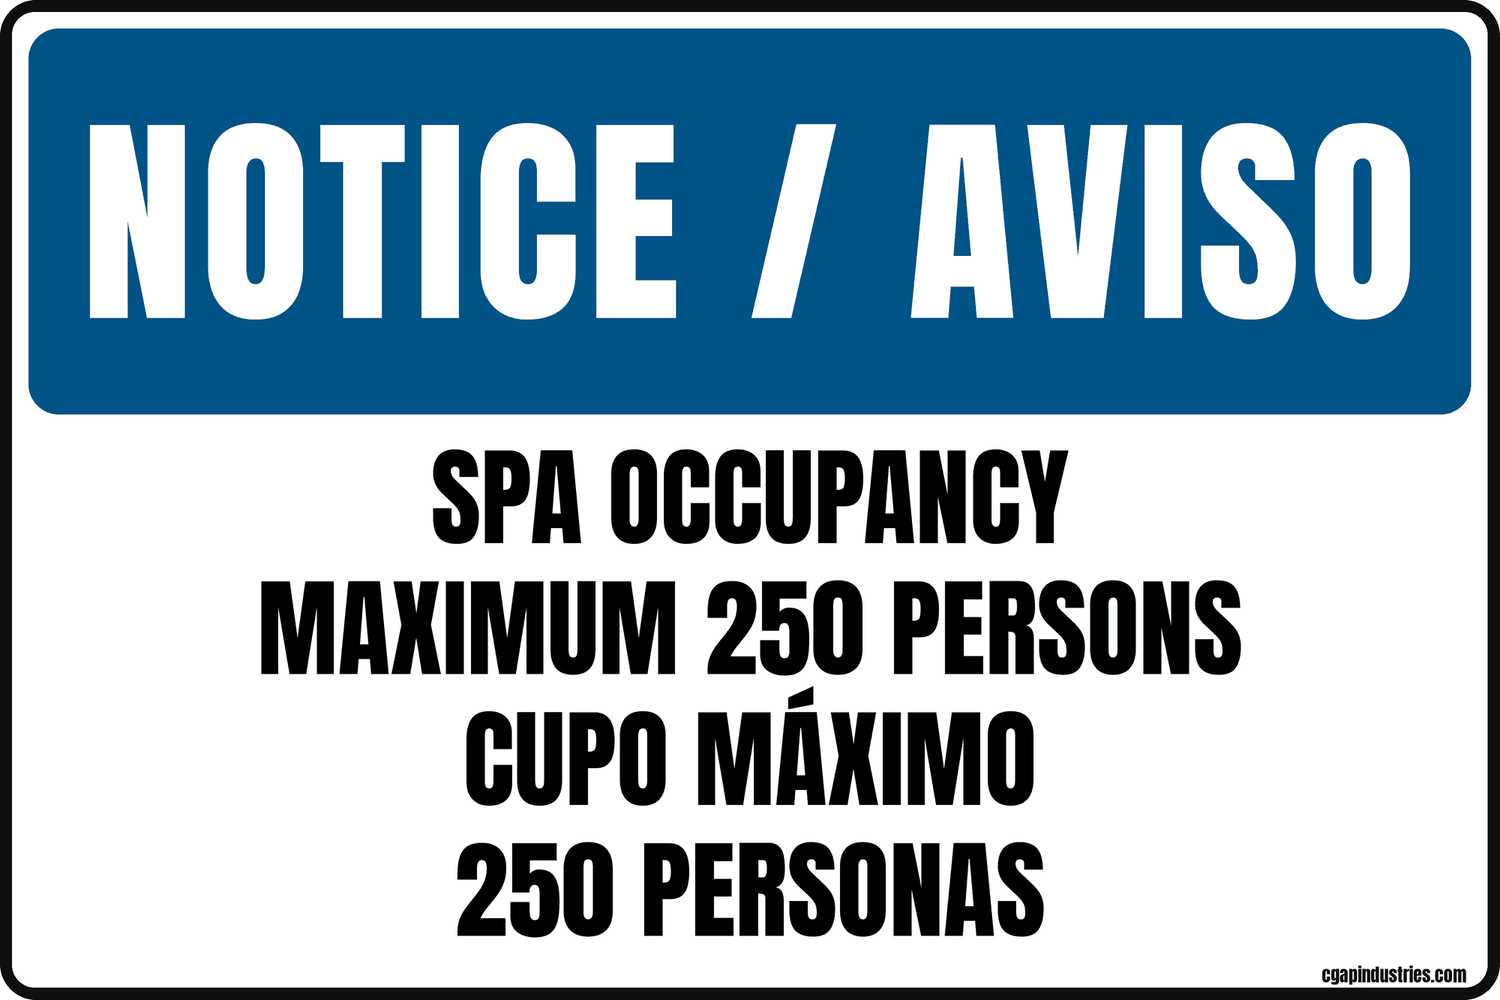 NOTICE / AVISO
SPA OCCUPANCY
MAXIMUM 250 PERSONS
CUPO MÁXIMO
250 PERSONAS
cgapindustries.com